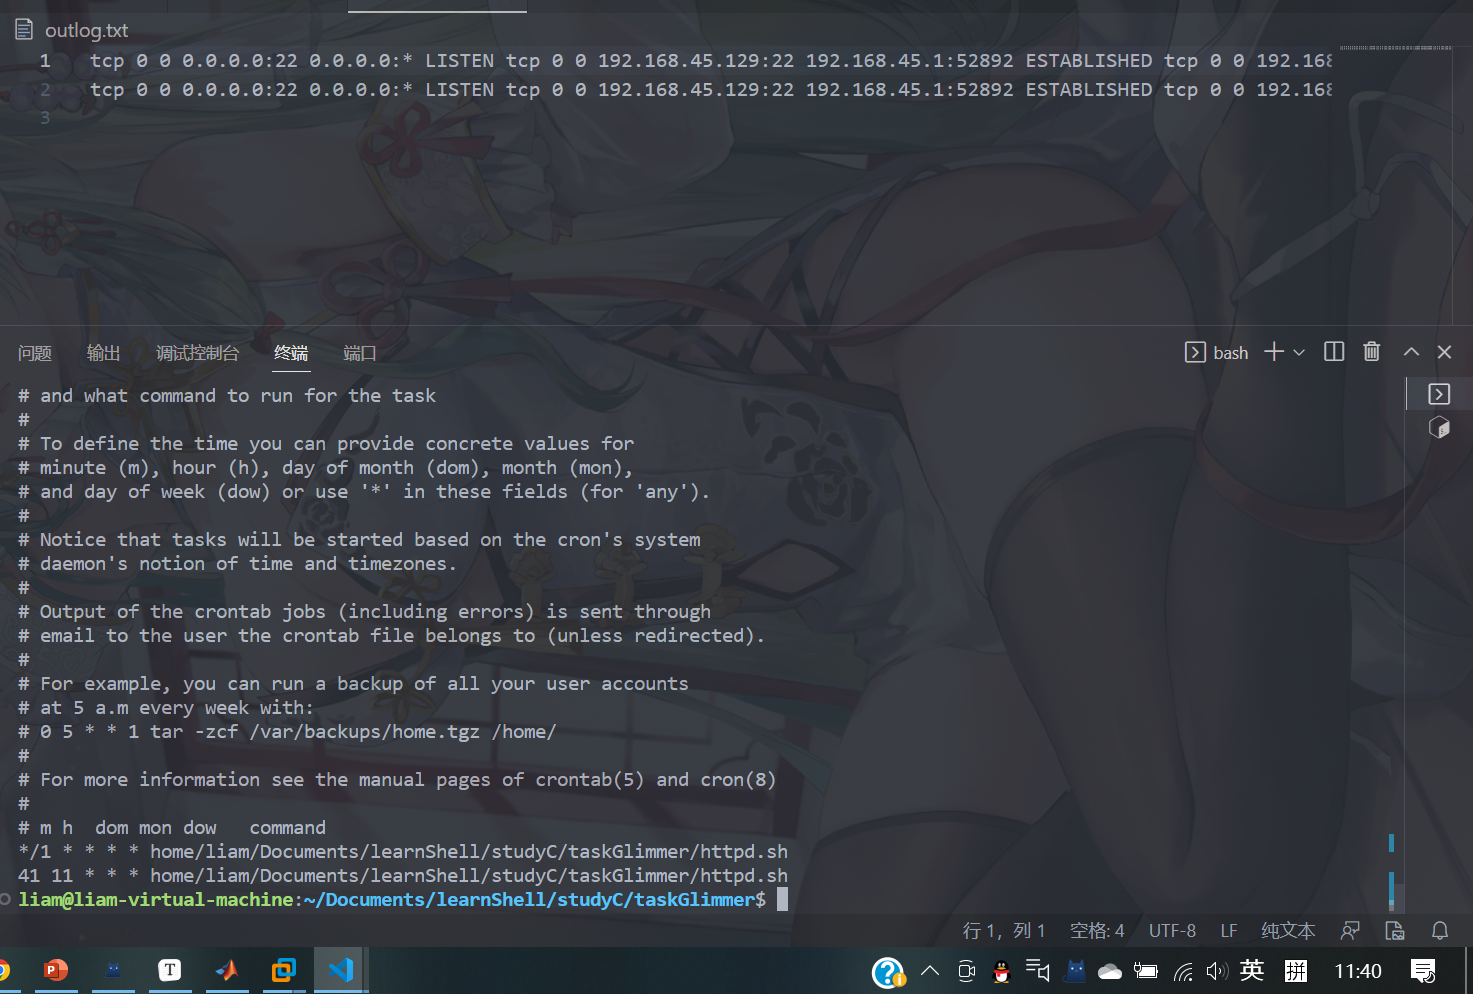 outlog.txt
1 tcp 0 0 0.0.0.0:22 0.0.0.0:* LISTEN tcp 0 0 192.168.45.129:22 192.168.45.1:52892 ESTABLISHED tcp 0 0 192.168
2 tcp 0 0 0.0.0.0:22 0.0.0.0:* LISTEN tcp 0 0 192.168.45.129:22 192.168.45.1:52892 ESTABLISHED tcp 0 0 192.168
3
问题 输出 调试控制台 终端 端口 bash
# and what command to run for the task
#
# To define the time you can provide concrete values for
# minute (m), hour (h), day of month (dom), month (mon),
# and day of week (dow) or use '*' in these fields (for 'any').
#
# Notice that tasks will be started based on the cron's system
# daemon's notion of time and timezones.
#
# Output of the crontab jobs (including errors) is sent through
# email to the user the crontab file belongs to (unless redirected).
#
# For example, you can run a backup of all your user accounts
# at 5 a.m every week with:
# 0 5 * * 1 tar -zcf /var/backups/home.tgz /home/
#
# For more information see the manual pages of crontab(5) and cron(8)
#
# m h  dom mon dow   command
*/1 * * * * home/liam/Documents/learnShell/studyC/taskGlimmer/httpd.sh
41 11 * * * home/liam/Documents/learnShell/studyC/taskGlimmer/httpd.sh
liam@liam-virtual-machine:~/Documents/learnShell/studyC/taskGlimmer$
行 1，列 1 空格: 4 UTF-8 LF 纯文本
P T ? 英 拼 11:40